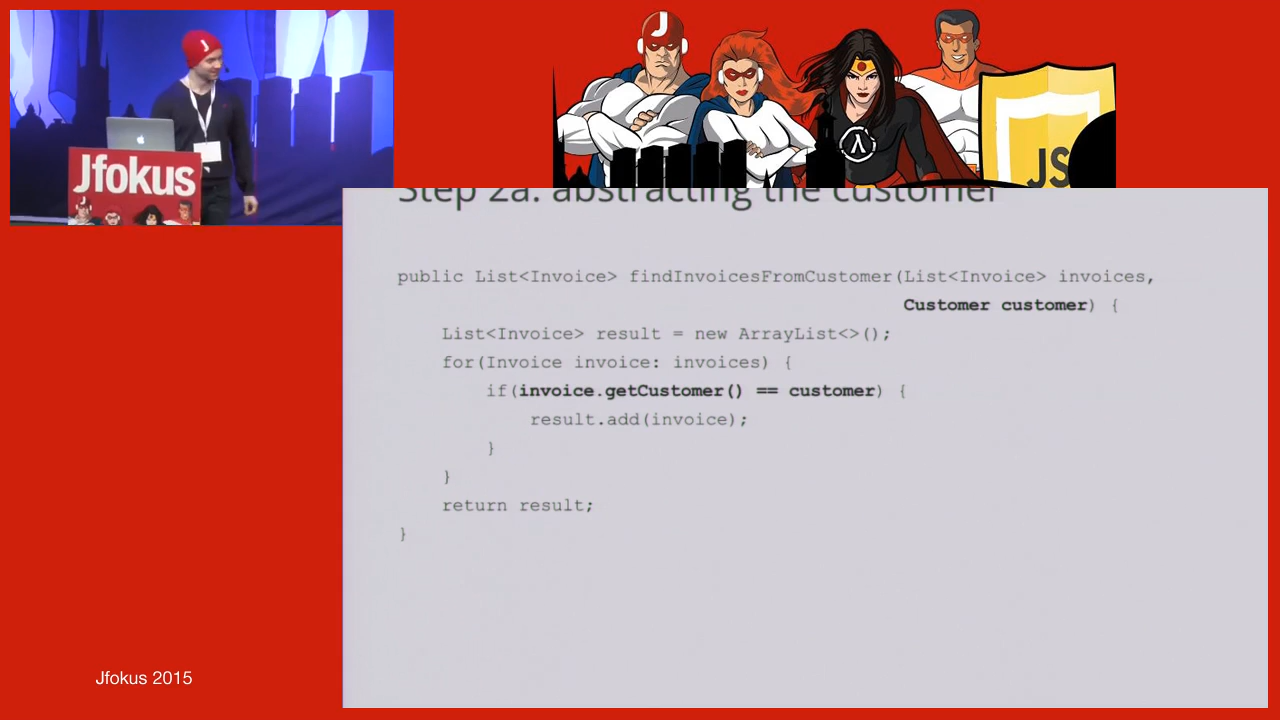 J
Jfokus
J
JS
Step 2a: abstracting the customer
public List<Invoice> findInvoicesFromCustomer(List<Invoice> invoices,
Customer customer) {
List<Invoice> result = new ArrayList<>();
for(Invoice invoice: invoices) {
if(invoice.getCustomer() == customer) {
result.add(invoice);
}
}
return result;
}
Jfokus 2015